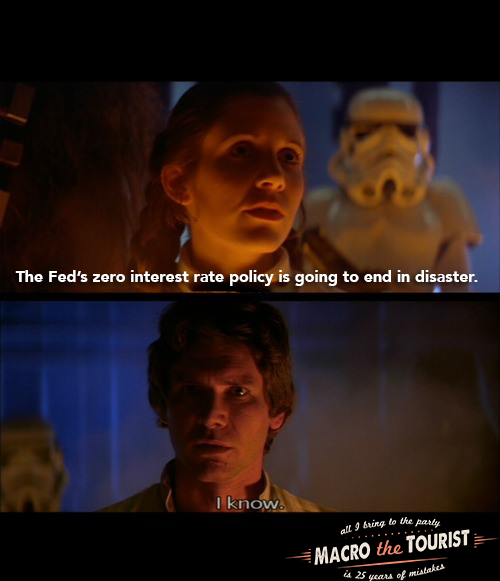 The Fed's zero interest rate policy is going to end in disaster.
I know.
all I bring to the party
MACRO the TOURIST
is 25 years of mistakes